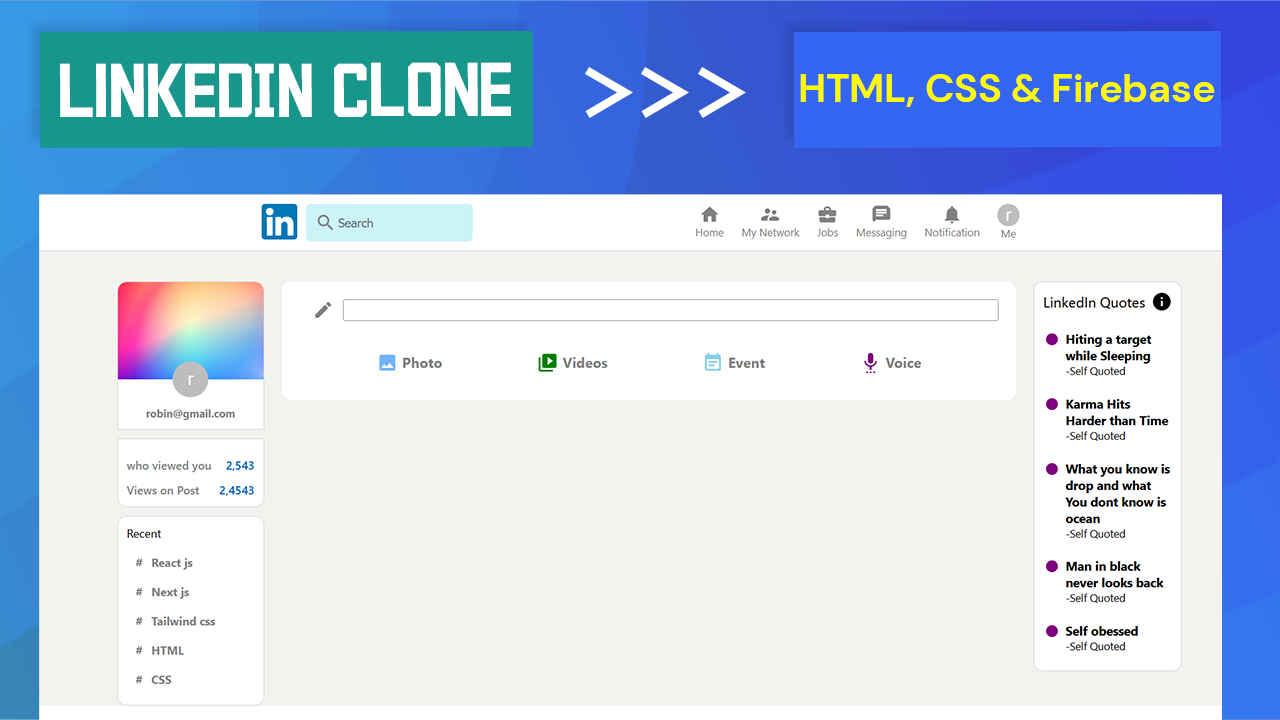 LINKEDIN CLONE
>>>
HTML, CSS & Firebase
in
Search
Home
My Network
Jobs
Messaging
Notification
r
Me
r
robin@gmail.com
who viewed you 2,543
Views on Post 2,4543
Recent
# React js
# Next js
# Tailwind css
# HTML
# CSS
Photo
Videos
Event
Voice
LinkedIn Quotes
Hiting a target
while Sleeping
-Self Quoted
Karma Hits
Harder than Time
-Self Quoted
What you know is
drop and what
You dont know is
ocean
-Self Quoted
Man in black
never looks back
-Self Quoted
Self obessed
-Self Quoted